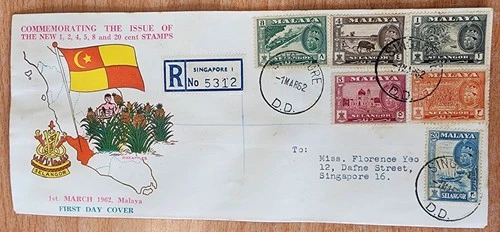 COMMEMORATING THE ISSUE OF
THE NEW 1, 2, 4, 5, 8 and 20 cent STAMPS
R
SINGAPORE 1
No 5312
MALAYA
SELANGOR
MALAYA
SELANGOR
MALAYA
SELANGOR
-1MAR62
D.D.
MALAYA
SELANGOR
MALAYA
SELANGOR
MALAYA
SELANGOR
D.D.
PINEAPPLES
SELANGOR
1st. MARCH 1962, Malaya
FIRST DAY COVER
To:
Miss. Florence Yeo
12, Dafne Street,
Singapore 16.